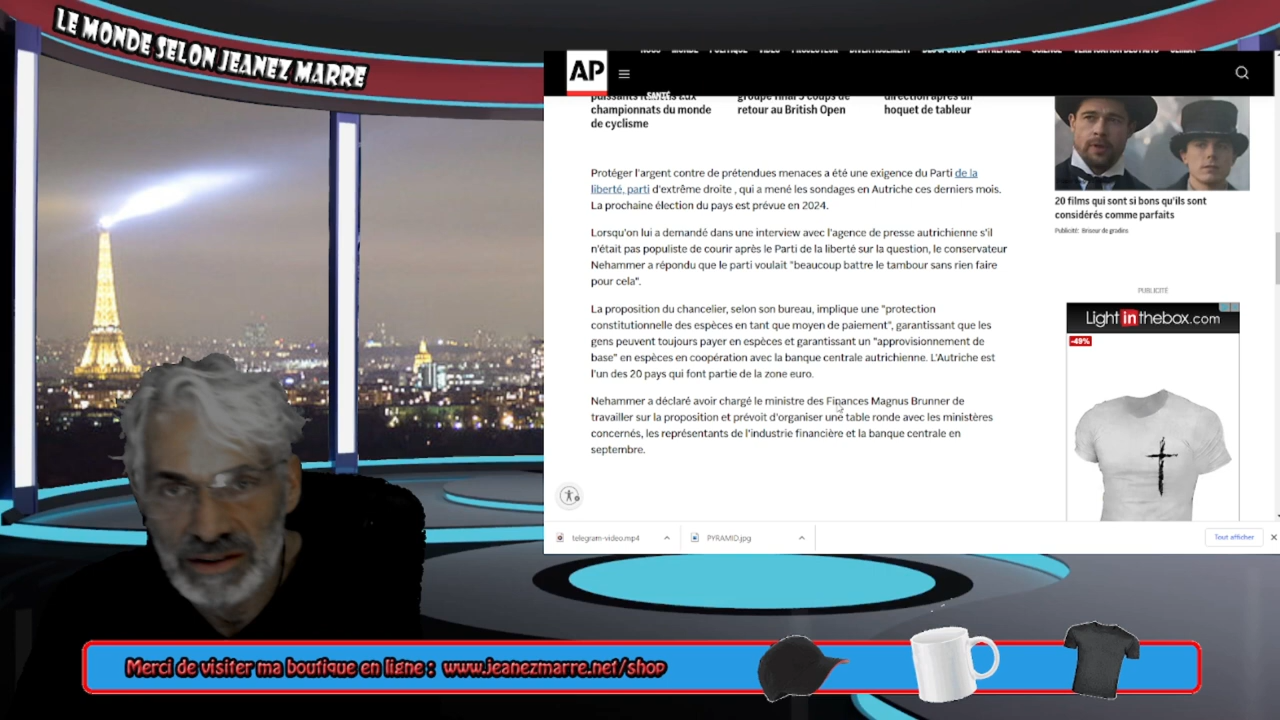 LE MONDE SELON JEANEZ MARRE
AP
SANTÉ
championnats du monde
de cyclisme
groupe final 3 coups de
retour au British Open
direction après un
hoquet de tableur
Protéger l'argent contre de prétendues menaces a été une exigence du Parti de la
liberté, parti d'extrême droite , qui a mené les sondages en Autriche ces derniers mois.
La prochaine élection du pays est prévue en 2024.
Lorsqu'on lui a demandé dans une interview avec l'agence de presse autrichienne s'il
n'était pas populiste de courir après le Parti de la liberté sur la question, le conservateur
Nehammer a répondu que le parti voulait "beaucoup battre le tambour sans rien faire
pour cela".
La proposition du chancelier, selon son bureau, implique une "protection
constitutionnelle des espèces en tant que moyen de paiement", garantissant que les
gens peuvent toujours payer en espèces et garantissant un "approvisionnement de
base" en espèces en coopération avec la banque centrale autrichienne. L'Autriche est
l'un des 20 pays qui font partie de la zone euro.
Nehammer a déclaré avoir chargé le ministre des Finances Magnus Brunner de
travailler sur la proposition et prévoit d'organiser une table ronde avec les ministères
concernés, les représentants de l'industrie financière et la banque centrale en
septembre.
20 films qui sont si bons qu'ils sont
considérés comme parfaits
Publicité: Briseur de gradins
PUBLICITÉ
Lightinthebox.com
-49%
telegram-video.mp4
PYRAMID.jpg
Tout afficher
Merci de visiter ma boutique en ligne : www.jeanezmarre.net/shop